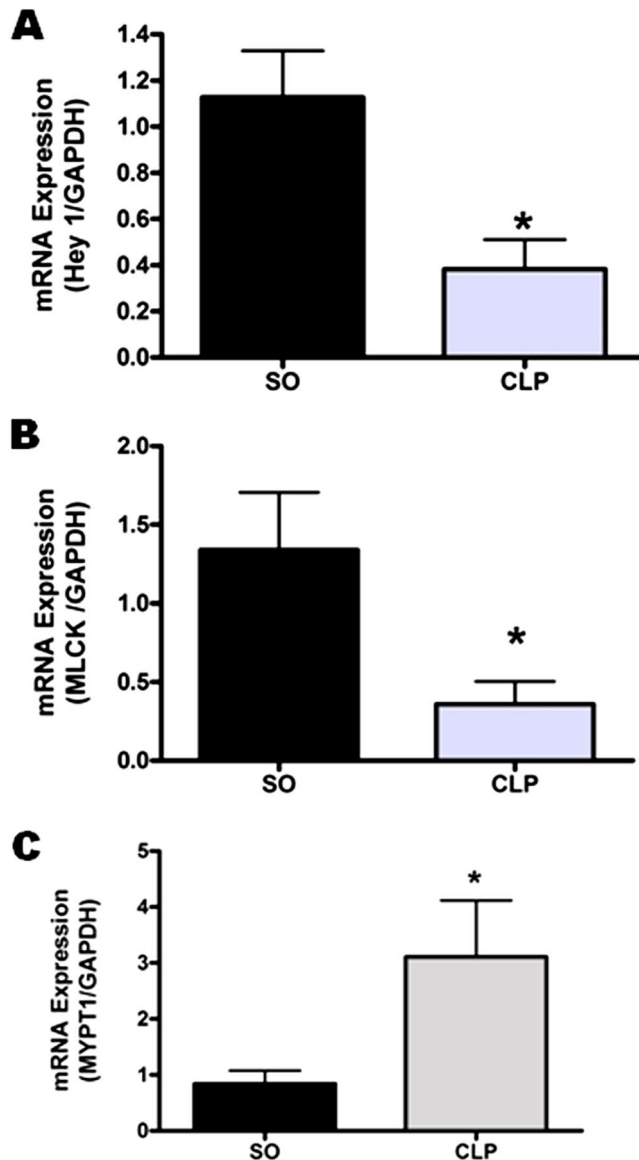 A
mRNA Expression
(Hey 1/GAPDH)
1.4
1.2
1.0
0.8
0.6
0.4
0.2
0.0
*
SO
CLP
B
mRNA Expression
(MLCK /GAPDH)
2.0
1.5
1.0
0.5
0.0
*
SO
CLP
C
mRNA Expression
(MYPT1/GAPDH)
5
4
3
2
1
0
*
SO
CLP